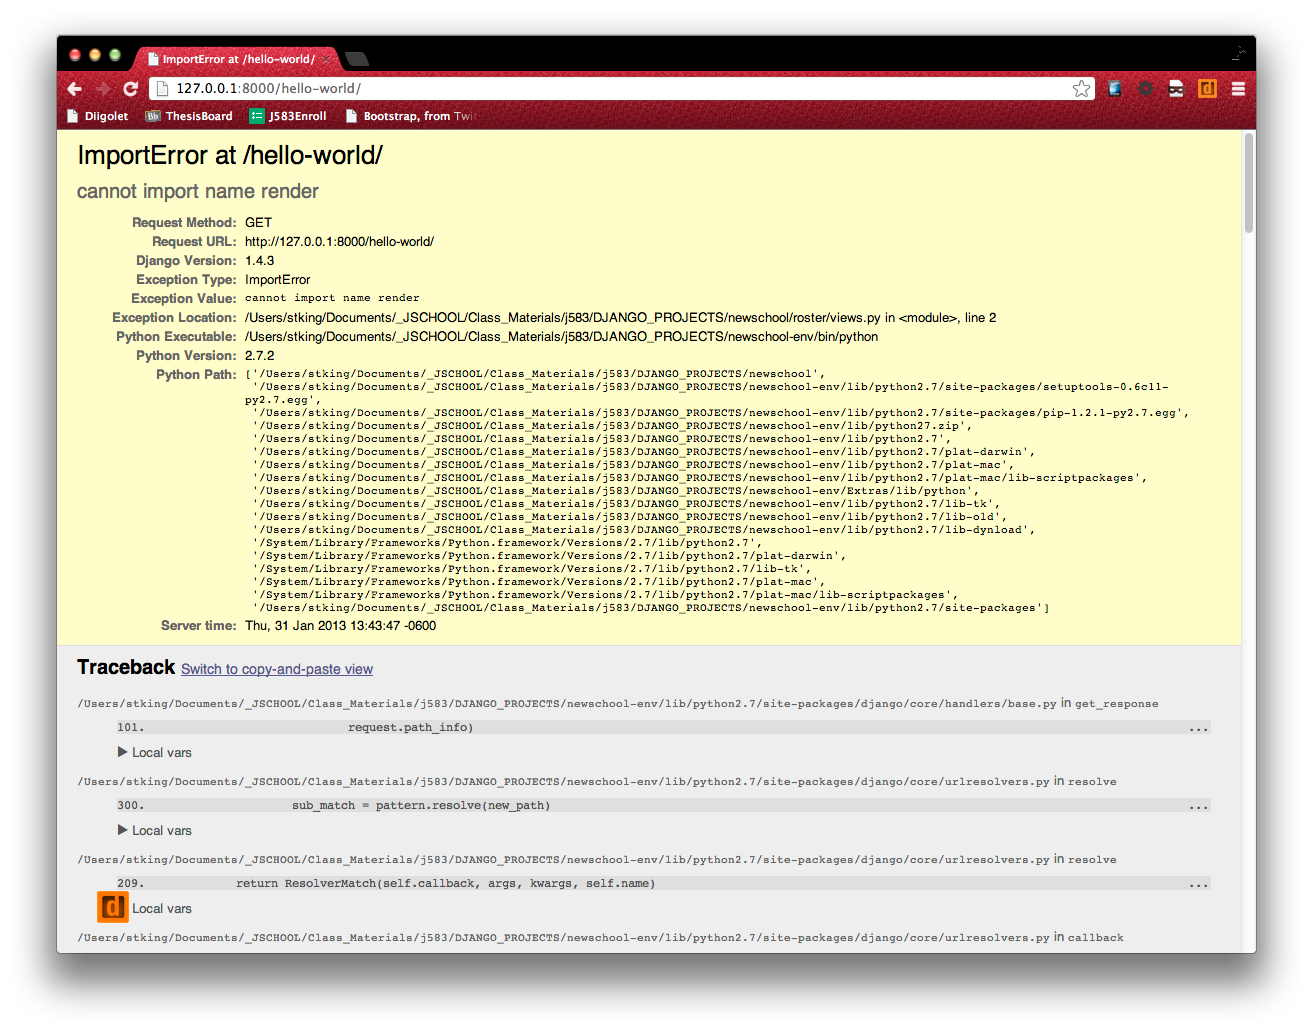 ImportError at /hello-world/
127.0.0.1:8000/hello-world/
Diigolet Bb ThesisBoard J583Enroll Bootstrap, from Twi
ImportError at /hello-world/
cannot import name render
Request Method: GET
Request URL: http://127.0.0.1:8000/hello-world/
Django Version: 1.4.3
Exception Type: ImportError
Exception Value: cannot import name render
Exception Location: /Users/stking/Documents/_JSCHOOL/Class_Materials/j583/DJANGO_PROJECTS/newschool/roster/views.py in <module>, line 2
Python Executable: /Users/stking/Documents/_JSCHOOL/Class_Materials/j583/DJANGO_PROJECTS/newschool-env/bin/python
Python Version: 2.7.2
Python Path: ['/Users/stking/Documents/_JSCHOOL/Class_Materials/j583/DJANGO_PROJECTS/newschool',
'/Users/stking/Documents/_JSCHOOL/Class_Materials/j583/DJANGO_PROJECTS/newschool-env/lib/python2.7/site-packages/setuptools-0.6c11-
py2.7.egg',
'/Users/stking/Documents/_JSCHOOL/Class_Materials/j583/DJANGO_PROJECTS/newschool-env/lib/python2.7/site-packages/pip-1.2.1-py2.7.egg',
'/Users/stking/Documents/_JSCHOOL/Class_Materials/j583/DJANGO_PROJECTS/newschool-env/lib/python27.zip',
'/Users/stking/Documents/_JSCHOOL/Class_Materials/j583/DJANGO_PROJECTS/newschool-env/lib/python2.7',
'/Users/stking/Documents/_JSCHOOL/Class_Materials/j583/DJANGO_PROJECTS/newschool-env/lib/python2.7/plat-darwin',
'/Users/stking/Documents/_JSCHOOL/Class_Materials/j583/DJANGO_PROJECTS/newschool-env/lib/python2.7/plat-mac',
'/Users/stking/Documents/_JSCHOOL/Class_Materials/j583/DJANGO_PROJECTS/newschool-env/lib/python2.7/plat-mac/lib-scriptpackages',
'/Users/stking/Documents/_JSCHOOL/Class_Materials/j583/DJANGO_PROJECTS/newschool-env/Extras/lib/python',
'/Users/stking/Documents/_JSCHOOL/Class_Materials/j583/DJANGO_PROJECTS/newschool-env/lib/python2.7/lib-tk',
'/Users/stking/Documents/_JSCHOOL/Class_Materials/j583/DJANGO_PROJECTS/newschool-env/lib/python2.7/lib-old',
'/Users/stking/Documents/_JSCHOOL/Class_Materials/j583/DJANGO_PROJECTS/newschool-env/lib/python2.7/lib-dynload',
'/System/Library/Frameworks/Python.framework/Versions/2.7/lib/python2.7',
'/System/Library/Frameworks/Python.framework/Versions/2.7/lib/python2.7/plat-darwin',
'/System/Library/Frameworks/Python.framework/Versions/2.7/lib/python2.7/lib-tk',
'/System/Library/Frameworks/Python.framework/Versions/2.7/lib/python2.7/plat-mac',
'/System/Library/Frameworks/Python.framework/Versions/2.7/lib/python2.7/plat-mac/lib-scriptpackages',
'/Users/stking/Documents/_JSCHOOL/Class_Materials/j583/DJANGO_PROJECTS/newschool-env/lib/python2.7/site-packages']
Server time: Thu, 31 Jan 2013 13:43:47 -0600
Traceback Switch to copy-and-paste view
/Users/stking/Documents/_JSCHOOL/Class_Materials/j583/DJANGO_PROJECTS/newschool-env/lib/python2.7/site-packages/django/core/handlers/base.py in get_response
101. request.path_info) ...
Local vars
/Users/stking/Documents/_JSCHOOL/Class_Materials/j583/DJANGO_PROJECTS/newschool-env/lib/python2.7/site-packages/django/core/urlresolvers.py in resolve
300. sub_match = pattern.resolve(new_path) ...
Local vars
/Users/stking/Documents/_JSCHOOL/Class_Materials/j583/DJANGO_PROJECTS/newschool-env/lib/python2.7/site-packages/django/core/urlresolvers.py in resolve
209. return ResolverMatch(self.callback, args, kwargs, self.name) ...
d Local vars
/Users/stking/Documents/_JSCHOOL/Class_Materials/j583/DJANGO_PROJECTS/newschool-env/lib/python2.7/site-packages/django/core/urlresolvers.py in callback